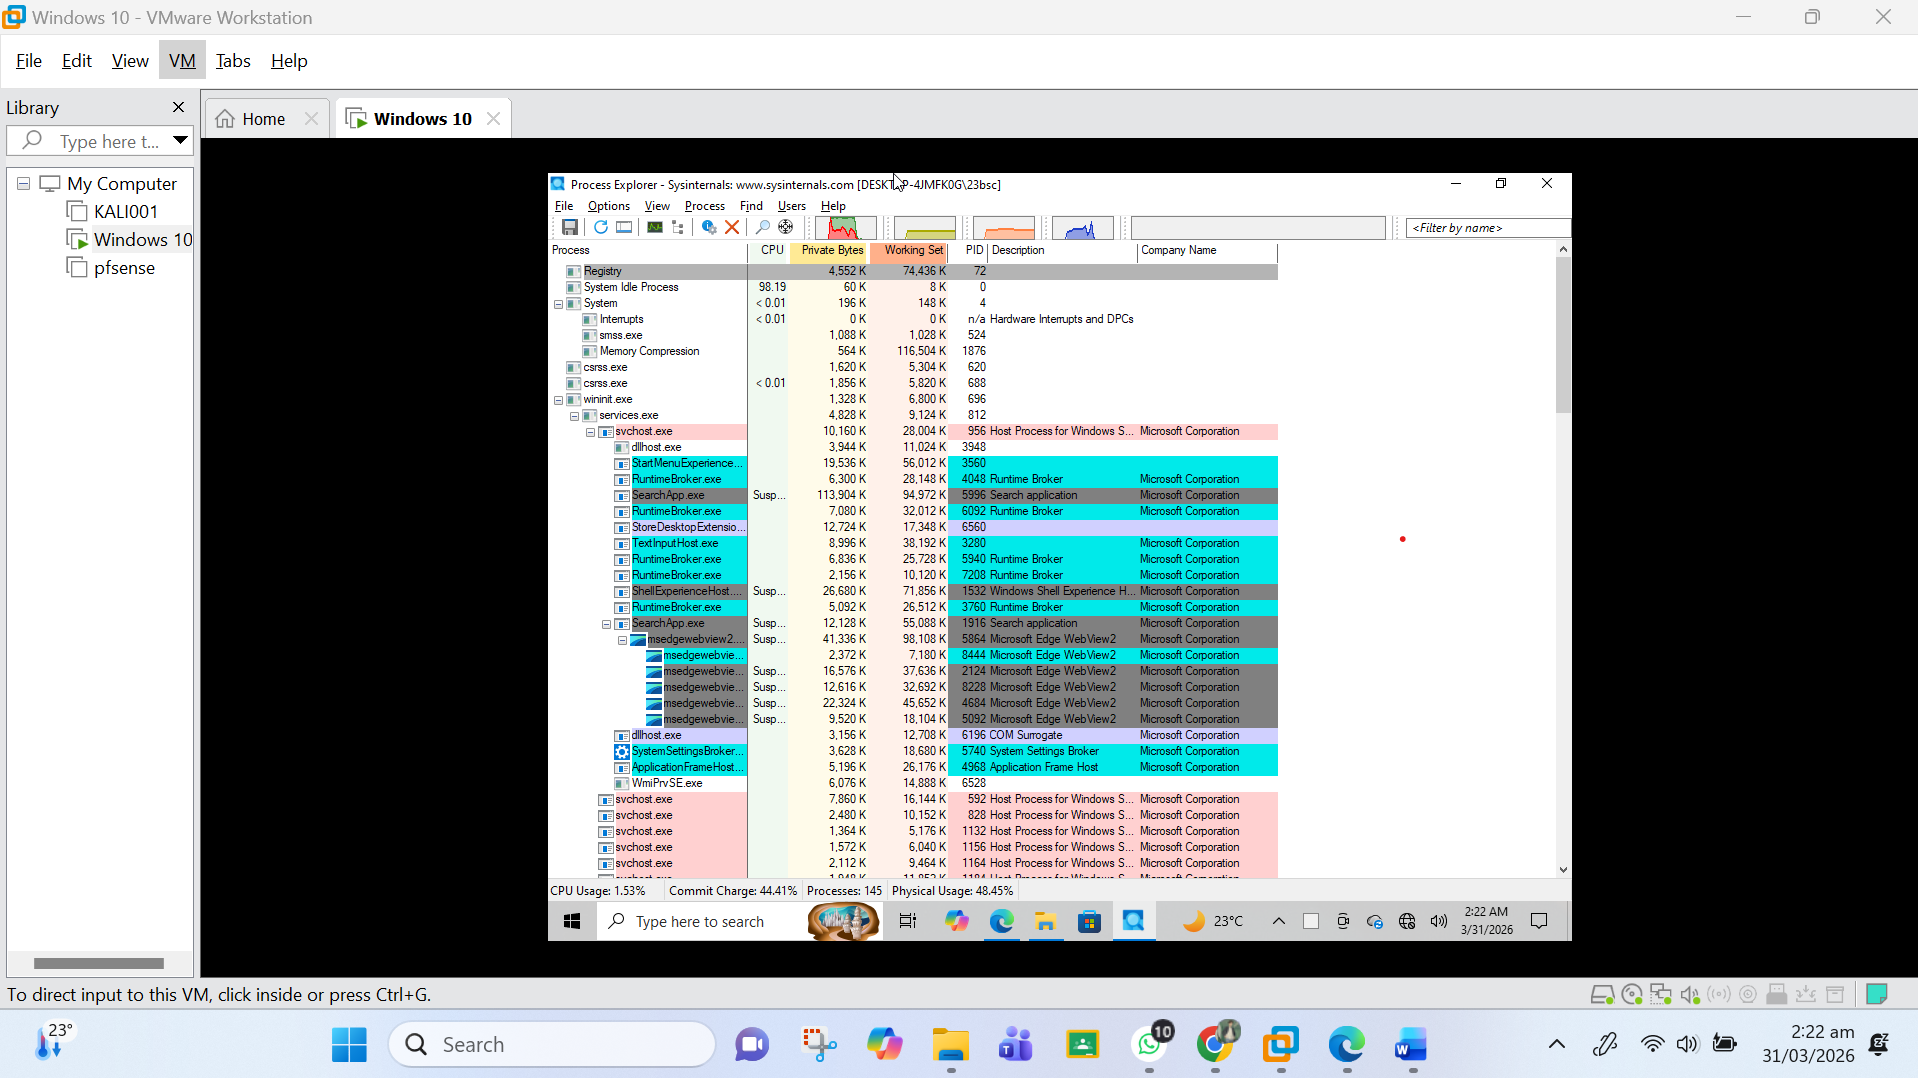 Windows 10 - VMware Workstation
File Edit View VM Tabs Help
Library
Type here t...
My Computer
KALI001
Windows 10
pfsense
Home
Windows 10
Process Explorer - Sysinternals: www.sysinternals.com [DESKT P-4JMFK0G\23bsc]
File Options View Process Find Users Help
<Filter by name>
Process CPU Private Bytes Working Set PID Description Company Name
Registry 4,552 K 74,436 K 72
System Idle Process 98.19 60 K 8 K 0
System < 0.01 196 K 148 K 4
Interrupts < 0.01 0 K 0 K n/a Hardware Interrupts and DPCs
smss.exe 1,088 K 1,028 K 524
Memory Compression 564 K 116,504 K 1876
csrss.exe 1,620 K 5,304 K 620
csrss.exe < 0.01 1,856 K 5,820 K 688
wininit.exe 1,328 K 6,800 K 696
services.exe 4,828 K 9,124 K 812
svchost.exe 10,160 K 28,004 K 956 Host Process for Windows S... Microsoft Corporation
dllhost.exe 3,944 K 11,024 K 3948
StartMenuExperience... 19,536 K 56,012 K 3560
RuntimeBroker.exe 6,300 K 28,148 K 4048 Runtime Broker Microsoft Corporation
SearchApp.exe Susp... 113,904 K 94,972 K 5996 Search application Microsoft Corporation
RuntimeBroker.exe 7,080 K 32,012 K 6092 Runtime Broker Microsoft Corporation
StoreDesktopExtensio... 12,724 K 17,348 K 6560
TextInputHost.exe 8,996 K 38,192 K 3280 Microsoft Corporation
RuntimeBroker.exe 6,836 K 25,728 K 5940 Runtime Broker Microsoft Corporation
RuntimeBroker.exe 2,156 K 10,120 K 7208 Runtime Broker Microsoft Corporation
ShellExperienceHost.... Susp... 26,680 K 71,856 K 1532 Windows Shell Experience H... Microsoft Corporation
RuntimeBroker.exe 5,092 K 26,512 K 3760 Runtime Broker Microsoft Corporation
SearchApp.exe Susp... 12,128 K 55,088 K 1916 Search application Microsoft Corporation
msedgewebview2.... Susp... 41,336 K 98,108 K 5864 Microsoft Edge WebView2 Microsoft Corporation
msedgewebvie... 2,372 K 7,180 K 8444 Microsoft Edge WebView2 Microsoft Corporation
msedgewebvie... Susp... 16,576 K 37,636 K 2124 Microsoft Edge WebView2 Microsoft Corporation
msedgewebvie... Susp... 12,616 K 32,692 K 8228 Microsoft Edge WebView2 Microsoft Corporation
msedgewebvie... Susp... 22,324 K 45,652 K 4684 Microsoft Edge WebView2 Microsoft Corporation
msedgewebvie... Susp... 9,520 K 18,104 K 5092 Microsoft Edge WebView2 Microsoft Corporation
dllhost.exe 3,156 K 12,708 K 6196 COM Surrogate Microsoft Corporation
SystemSettingsBroker... 3,628 K 18,680 K 5740 System Settings Broker Microsoft Corporation
ApplicationFrameHost... 5,196 K 26,176 K 4968 Application Frame Host Microsoft Corporation
WmiPrvSE.exe 6,076 K 14,888 K 6528
svchost.exe 7,860 K 16,144 K 592 Host Process for Windows S... Microsoft Corporation
svchost.exe 2,480 K 10,152 K 828 Host Process for Windows S... Microsoft Corporation
svchost.exe 1,364 K 5,176 K 1132 Host Process for Windows S... Microsoft Corporation
svchost.exe 1,572 K 6,040 K 1156 Host Process for Windows S... Microsoft Corporation
svchost.exe 2,112 K 9,464 K 1164 Host Process for Windows S... Microsoft Corporation
CPU Usage: 1.53% Commit Charge: 44.41% Processes: 145 Physical Usage: 48.45%
Type here to search
23°C
2:22 AM
3/31/2026
To direct input to this VM, click inside or press Ctrl+G.
23°
Search
10
2:22 am
31/03/2026